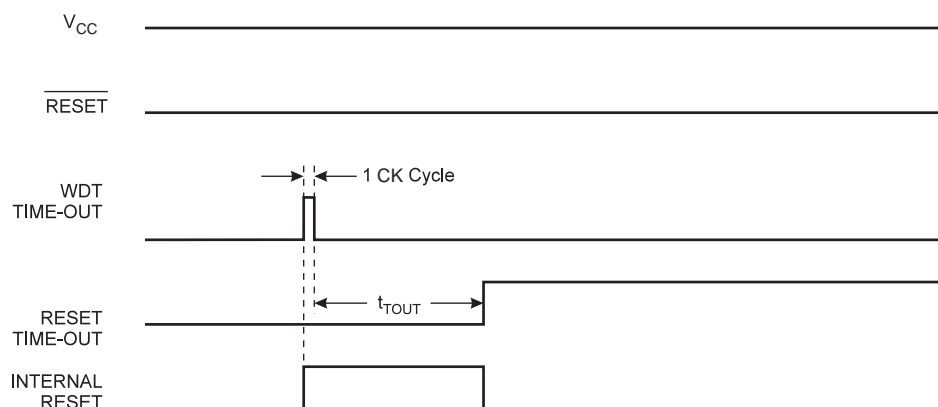 VCC
RESET
1 CK Cycle
WDT
TIME-OUT
tTOUT
RESET
TIME-OUT
INTERNAL
RESET